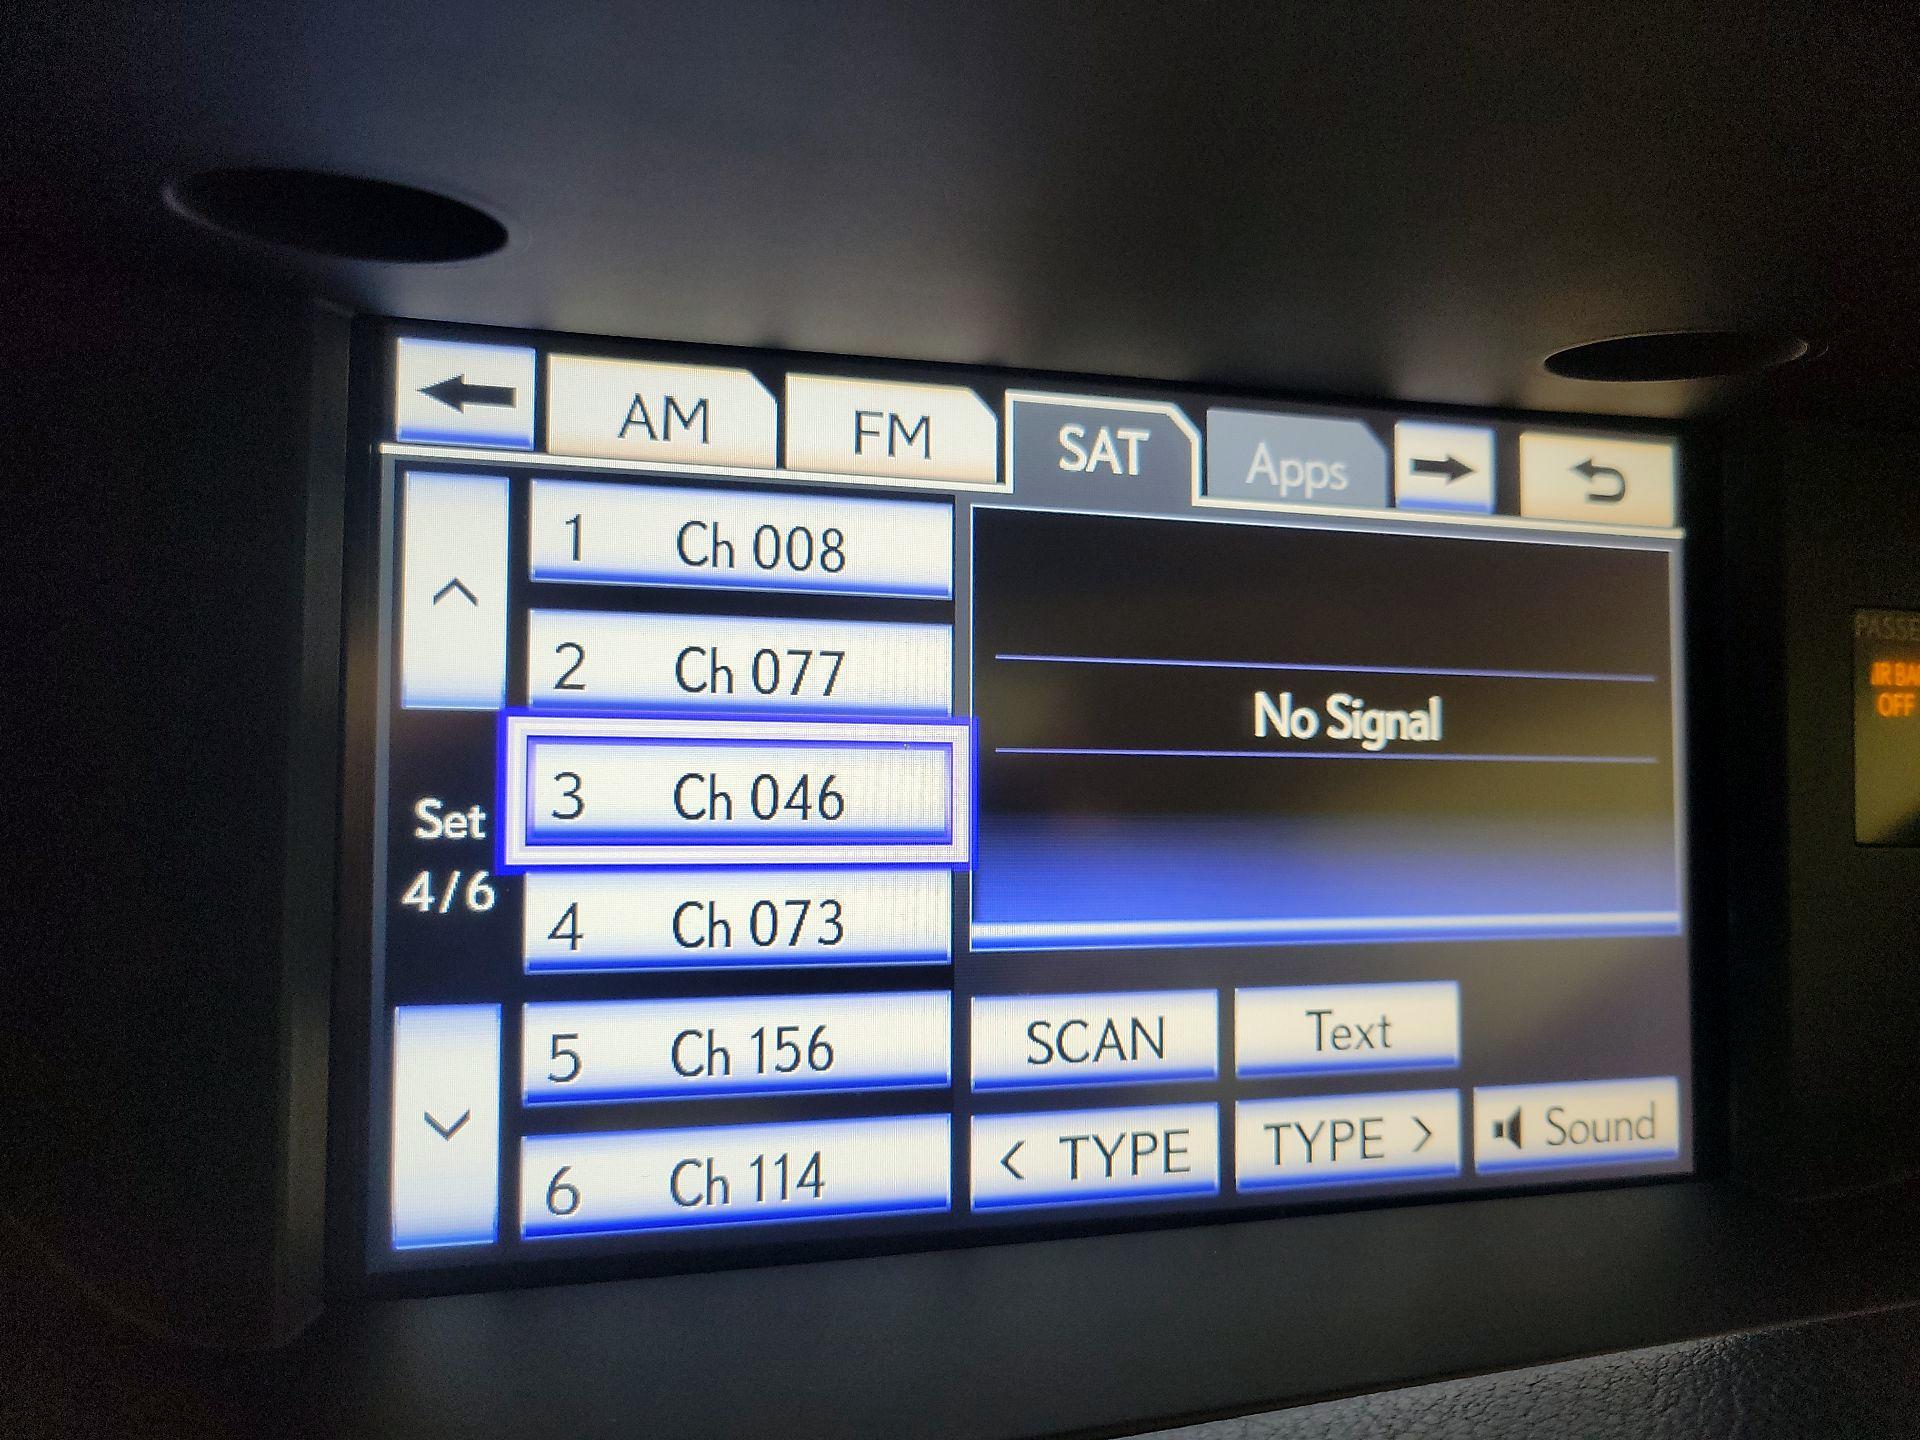 AM FM SAT Apps
1 Ch 008
2 Ch 077
3 Ch 046
4 Ch 073
5 Ch 156
6 Ch 114
Set
4/6
No Signal
SCAN Text
< TYPE TYPE > Sound
OFF